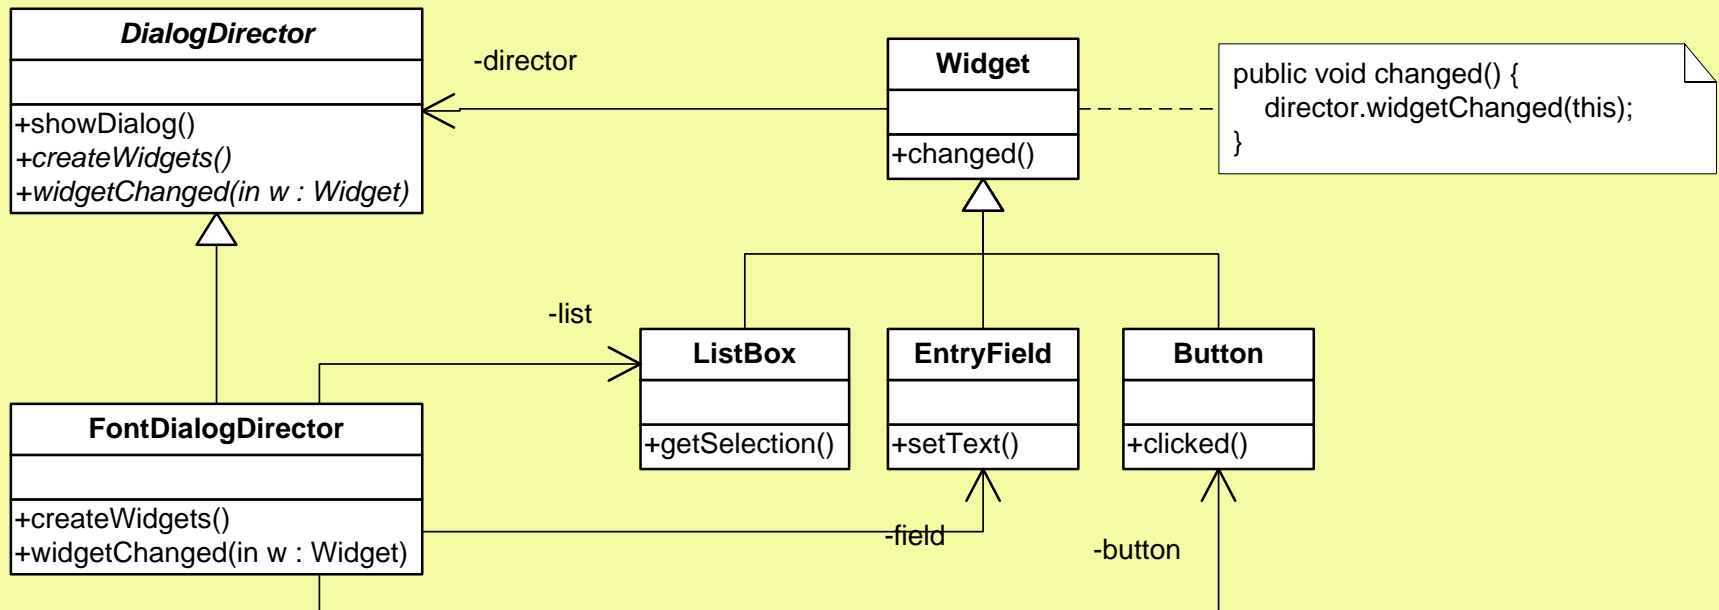 DialogDirector
+showDialog()
+createWidgets()
+widgetChanged(in w : Widget)
-director
Widget
+changed()
public void changed() {
    director.widgetChanged(this);
}
-list
ListBox
+getSelection()
EntryField
+setText()
Button
+clicked()
FontDialogDirector
+createWidgets()
+widgetChanged(in w : Widget)
-field
-button